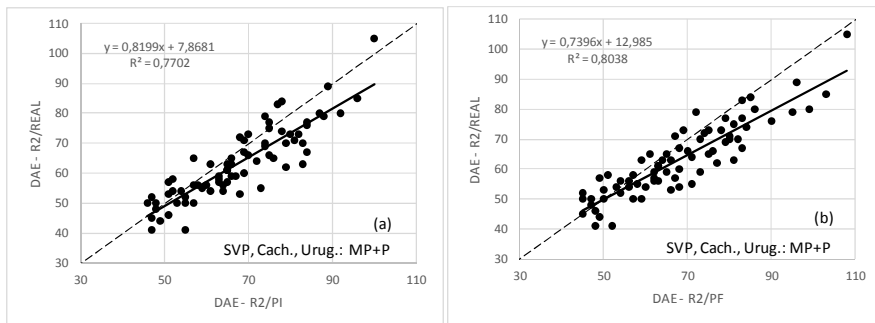 110
100
90
80
70
60
50
40
30
DAE- R2/REAL
y = 0,8199x + 7,8681
R² = 0,7702
(a)
SVP, Cach., Urug.: MP+P
30
50
70
90
110
DAE- R2/PI
110
100
90
80
70
60
50
40
30
DAE- R2/REAL
y = 0,7396x + 12,985
R² = 0,8038
(b)
SVP, Cach., Urug.: MP+P
30
50
70
90
110
DAE- R2/PF